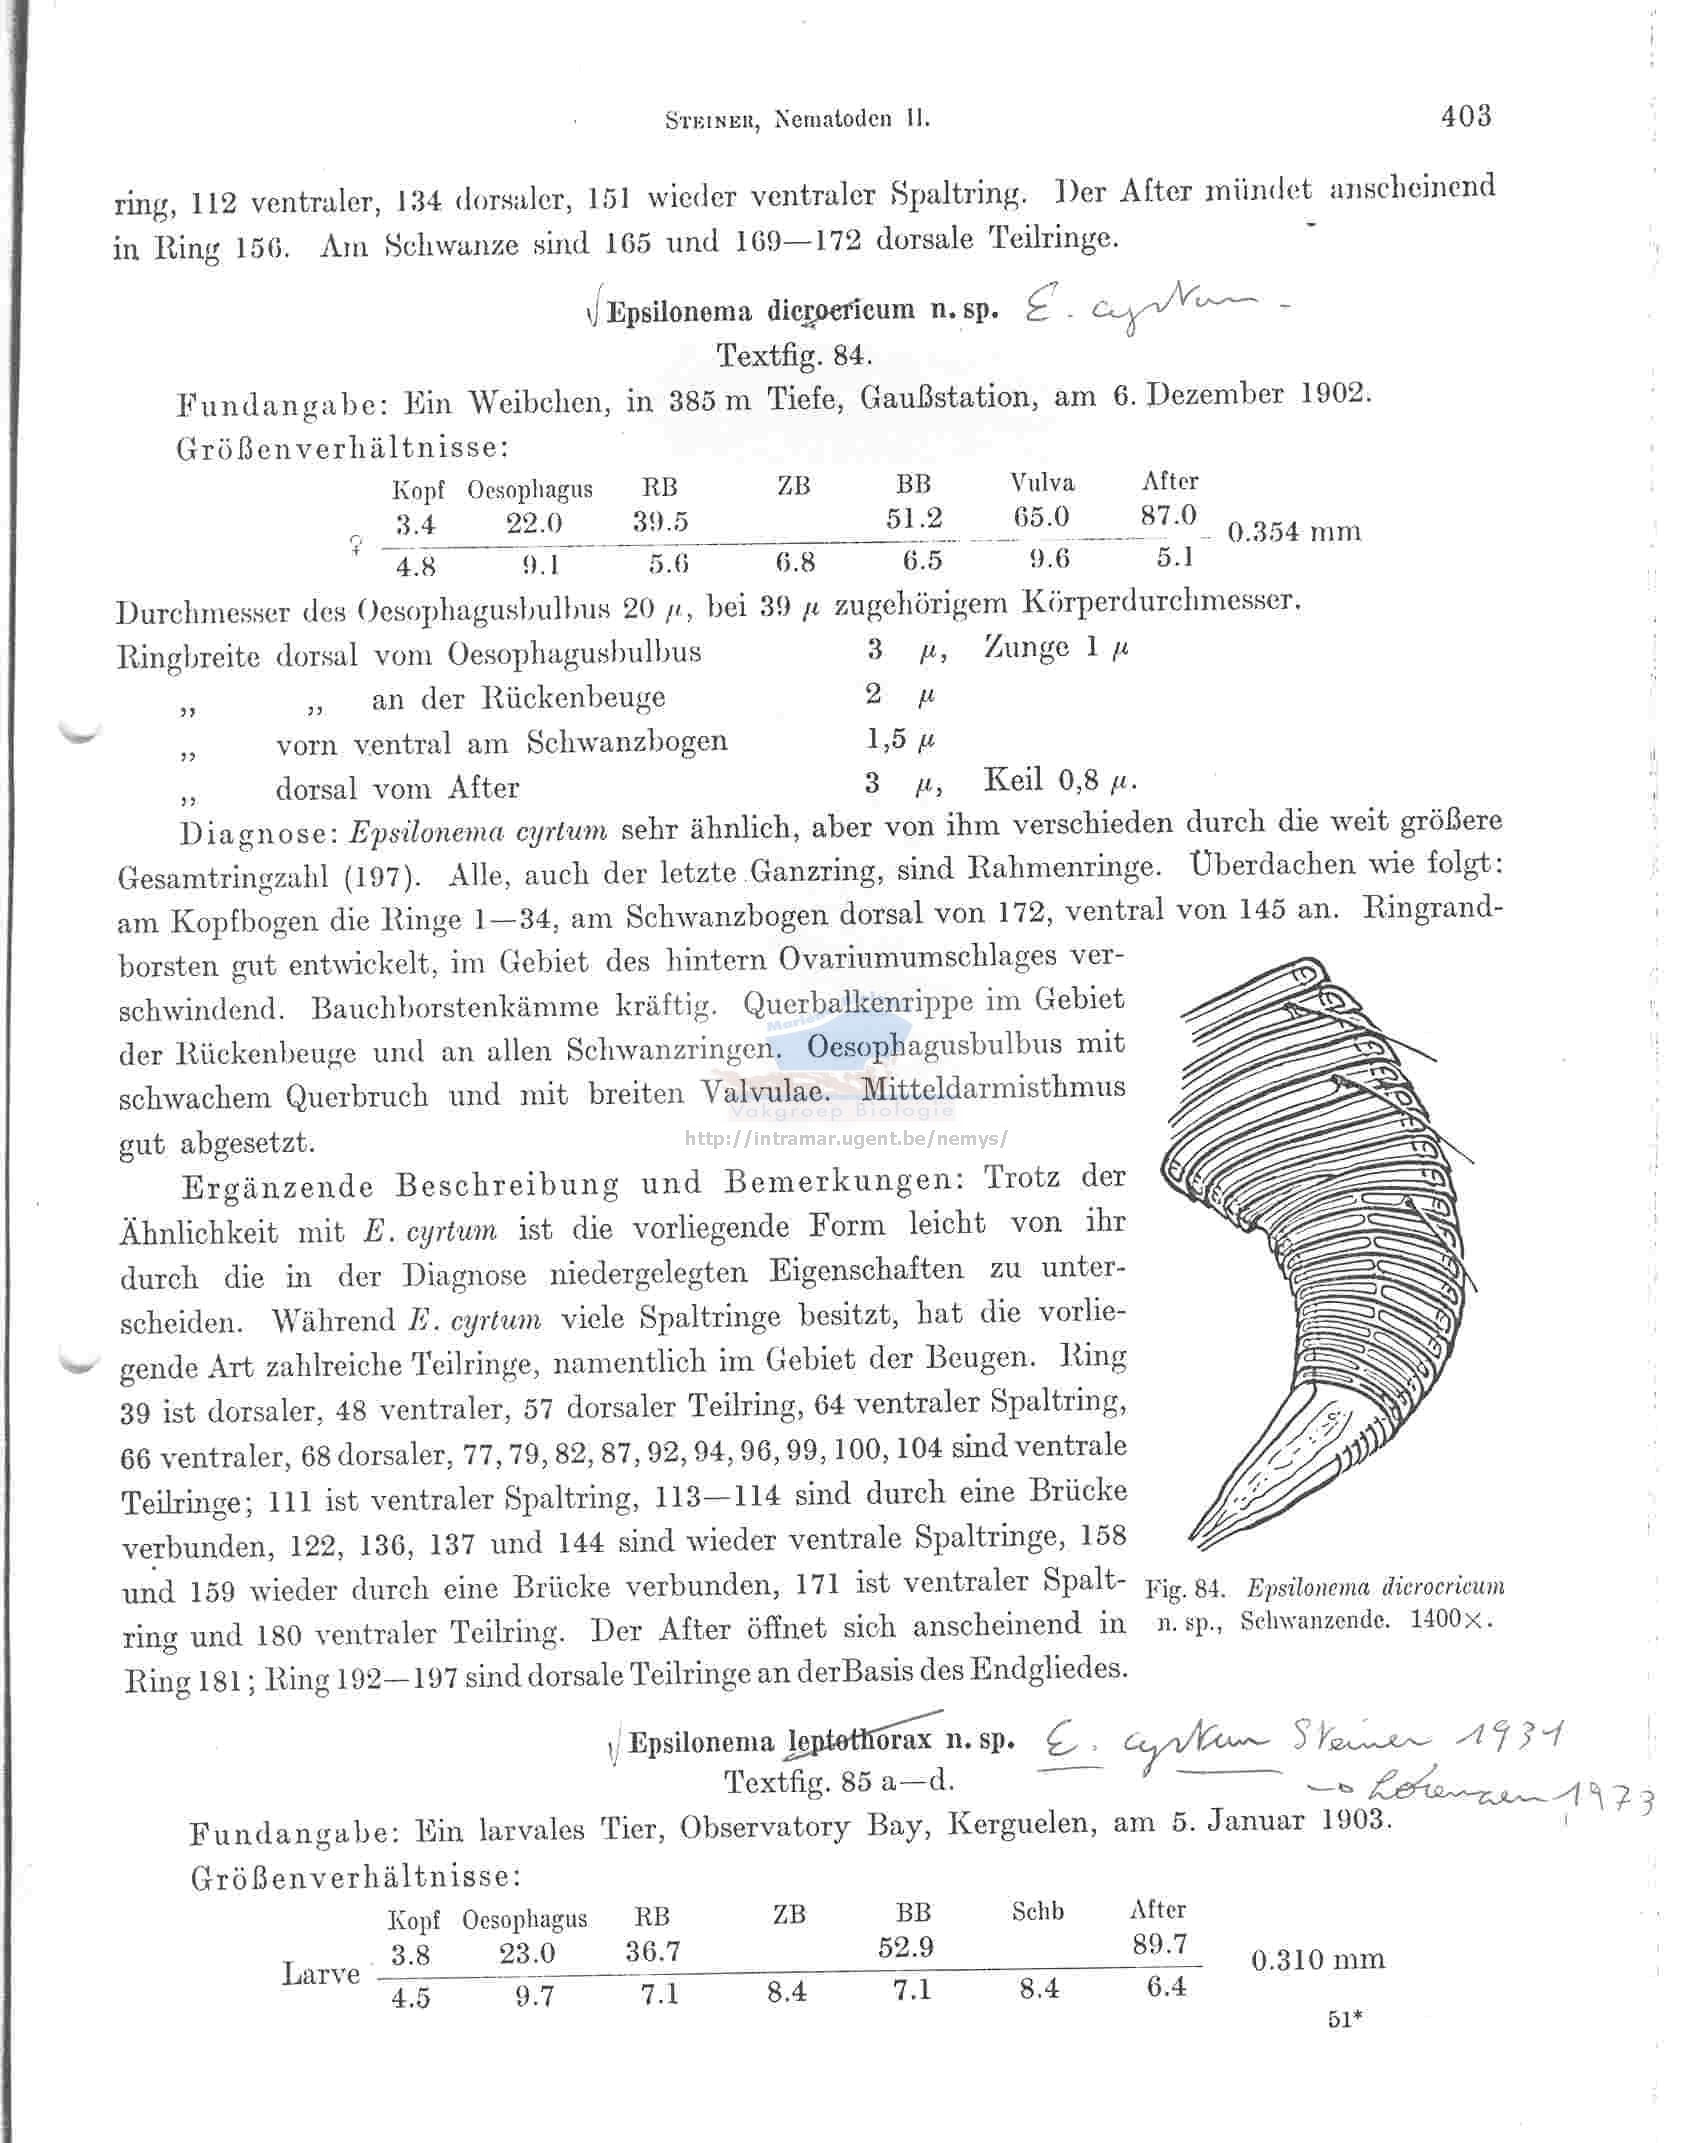 STEINER, Nematoden II. 403
ring, 112 ventraler, 134 dorsaler, 151 wieder ventraler Spaltring. Der After mündet anscheinend
in Ring 156. Am Schwanze sind 165 und 169—172 dorsale Teilringe.
√ Epsilonema dicroericum n. sp. E. cyrtum -
Textfig. 84.
Fundangabe: Ein Weibchen, in 385 m Tiefe, Gaußstation, am 6. Dezember 1902.
Größenverhältnisse:
Kopf Oesophagus RB ZB BB Vulva After
3.4 22.0 39.5 51.2 65.0 87.0
♀ 0.354 mm
4.8 9.1 5.6 6.8 6.5 9.6 5.1
Durchmesser des Oesophagusbulbus 20 μ, bei 39 μ zugehörigem Körperdurchmesser.
Ringbreite dorsal vom Oesophagusbulbus 3 μ, Zunge 1 μ
„ „ an der Rückenbeuge 2 μ
„ vorn ventral am Schwanzbogen 1,5 μ
„ dorsal vom After 3 μ, Keil 0,8 μ.
Diagnose: Epsilonema cyrtum sehr ähnlich, aber von ihm verschieden durch die weit größere
Gesamtringzahl (197). Alle, auch der letzte Ganzring, sind Rahmenringe. Überdachen wie folgt:
am Kopfbogen die Ringe 1—34, am Schwanzbogen dorsal von 172, ventral von 145 an. Ringrand-
borsten gut entwickelt, im Gebiet des hintern Ovariumumschlages ver-
schwindend. Bauchborstenkämme kräftig. Querbalkenrippe im Gebiet
der Rückenbeuge und an allen Schwanzringen. Oesophagusbulbus mit
schwachem Querbruch und mit breiten Valvulae. Mitteldarmisthmus
Vakgroep Biologie
http://intramar.ugent.be/nemys/
gut abgesetzt.
Ergänzende Beschreibung und Bemerkungen: Trotz der
Ähnlichkeit mit E. cyrtum ist die vorliegende Form leicht von ihr
durch die in der Diagnose niedergelegten Eigenschaften zu unter-
scheiden. Während E. cyrtum viele Spaltringe besitzt, hat die vorlie-
gende Art zahlreiche Teilringe, namentlich im Gebiet der Beugen. Ring
39 ist dorsaler, 48 ventraler, 57 dorsaler Teilring, 64 ventraler Spaltring,
66 ventraler, 68 dorsaler, 77, 79, 82, 87, 92, 94, 96, 99, 100, 104 sind ventrale
Teilringe; 111 ist ventraler Spaltring, 113—114 sind durch eine Brücke
verbunden, 122, 136, 137 und 144 sind wieder ventrale Spaltringe, 158
und 159 wieder durch eine Brücke verbunden, 171 ist ventraler Spalt-
ring und 180 ventraler Teilring. Der After öffnet sich anscheinend in
Ring 181; Ring 192—197 sind dorsale Teilringe an der Basis des Endgliedes.
Fig. 84. Epsilonema dicrocricum
n. sp., Schwanzende. 1400×.
√ Epsilonema leptothorax n. sp. E. cyrtum Steiner 1931
→ Lorenzen 1973
Textfig. 85 a—d.
Fundangabe: Ein larvales Tier, Observatory Bay, Kerguelen, am 5. Januar 1903.
Größenverhältnisse:
Kopf Oesophagus RB ZB BB Schb After
3.8 23.0 36.7 52.9 89.7
Larve 0.310 mm
4.5 9.7 7.1 8.4 7.1 8.4 6.4
51*